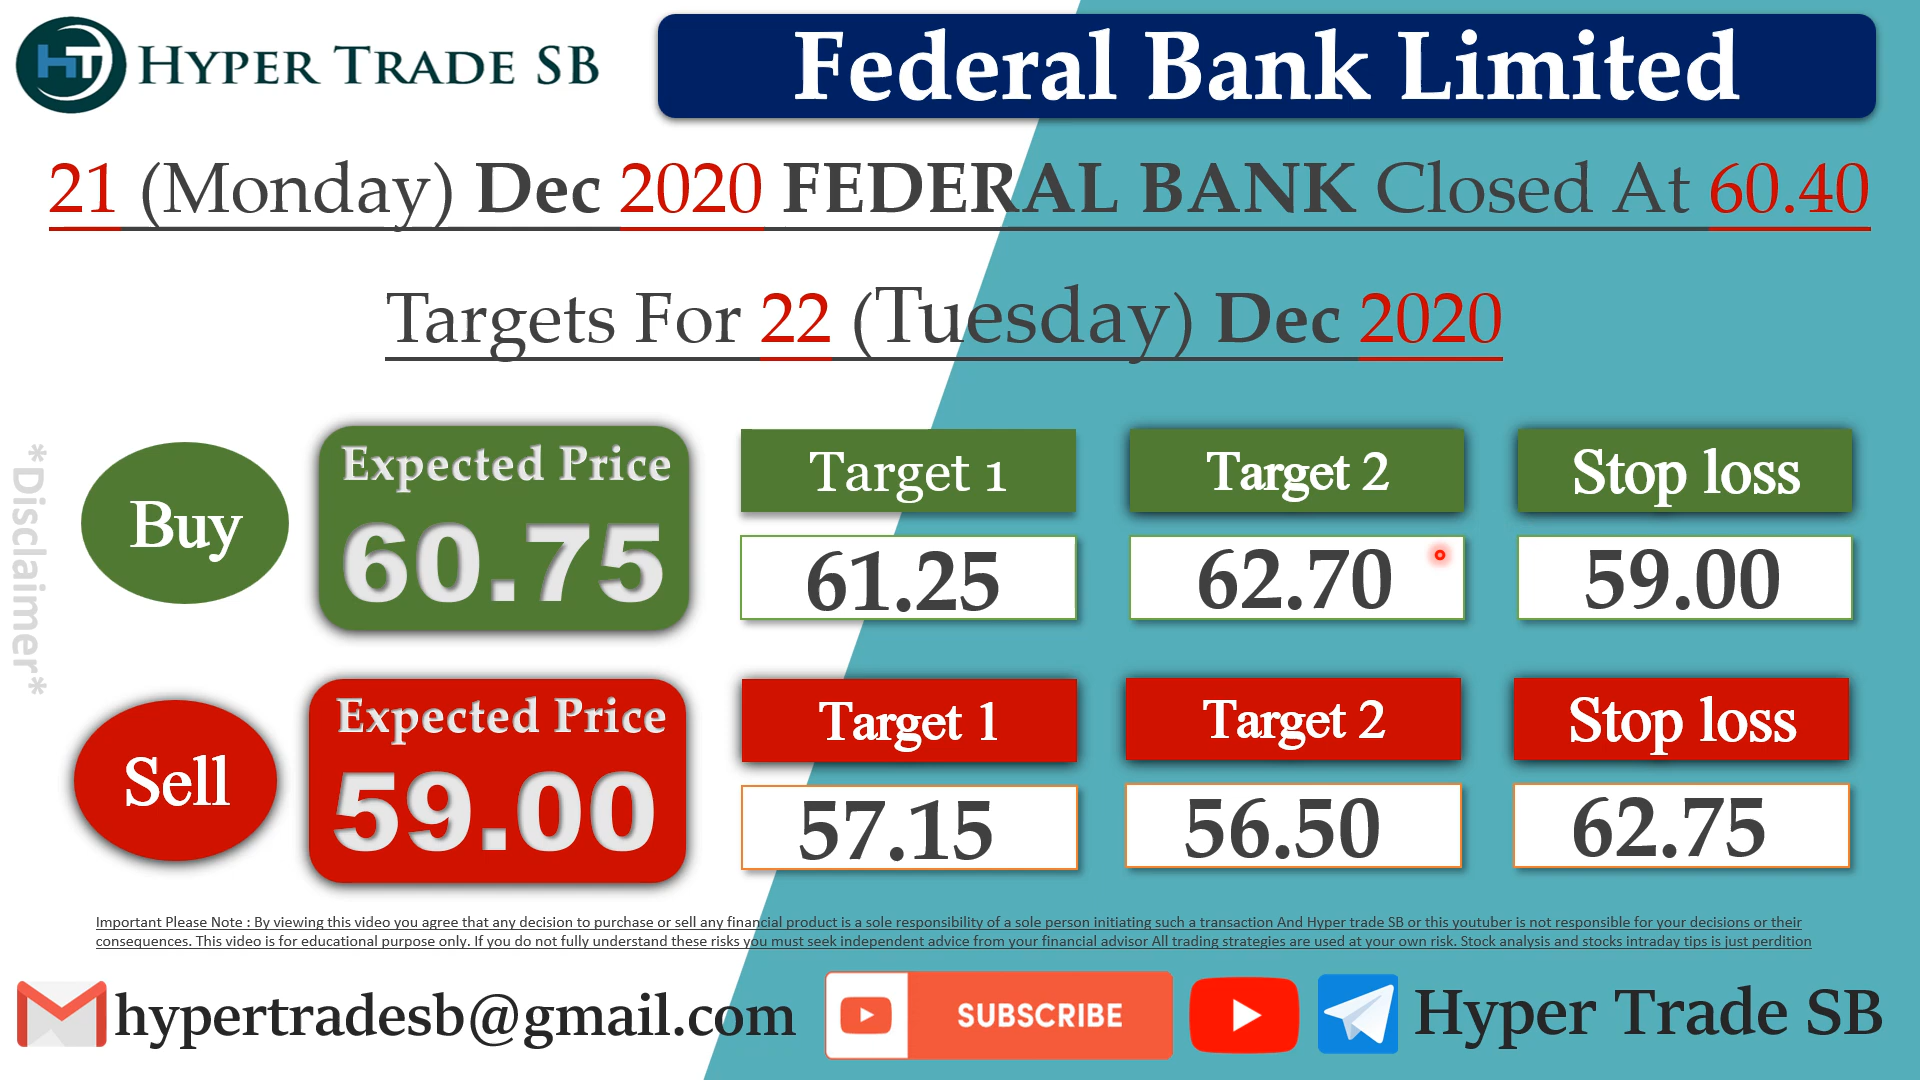 HT HYPER TRADE SB
Federal Bank Limited
21 (Monday) Dec 2020 FEDERAL BANK Closed At 60.40
Targets For 22 (Tuesday) Dec 2020
*Disclaimer*
Buy
Expected Price
60.75
Target 1
61.25
Target 2
62.70
Stop loss
59.00
Sell
Expected Price
59.00
Target 1
57.15
Target 2
56.50
Stop loss
62.75
Important Please Note : By viewing this video you agree that any decision to purchase or sell any financial product is a sole responsibility of a sole person initiating such a transaction And Hyper trade SB or this youtuber is not responsible for your decisions or their
consequences. This video is for educational purpose only. If you do not fully understand these risks you must seek independent advice from your financial advisor All trading strategies are used at your own risk. Stock analysis and stocks intraday tips is just perdition
hypertradesb@gmail.com
SUBSCRIBE
Hyper Trade SB